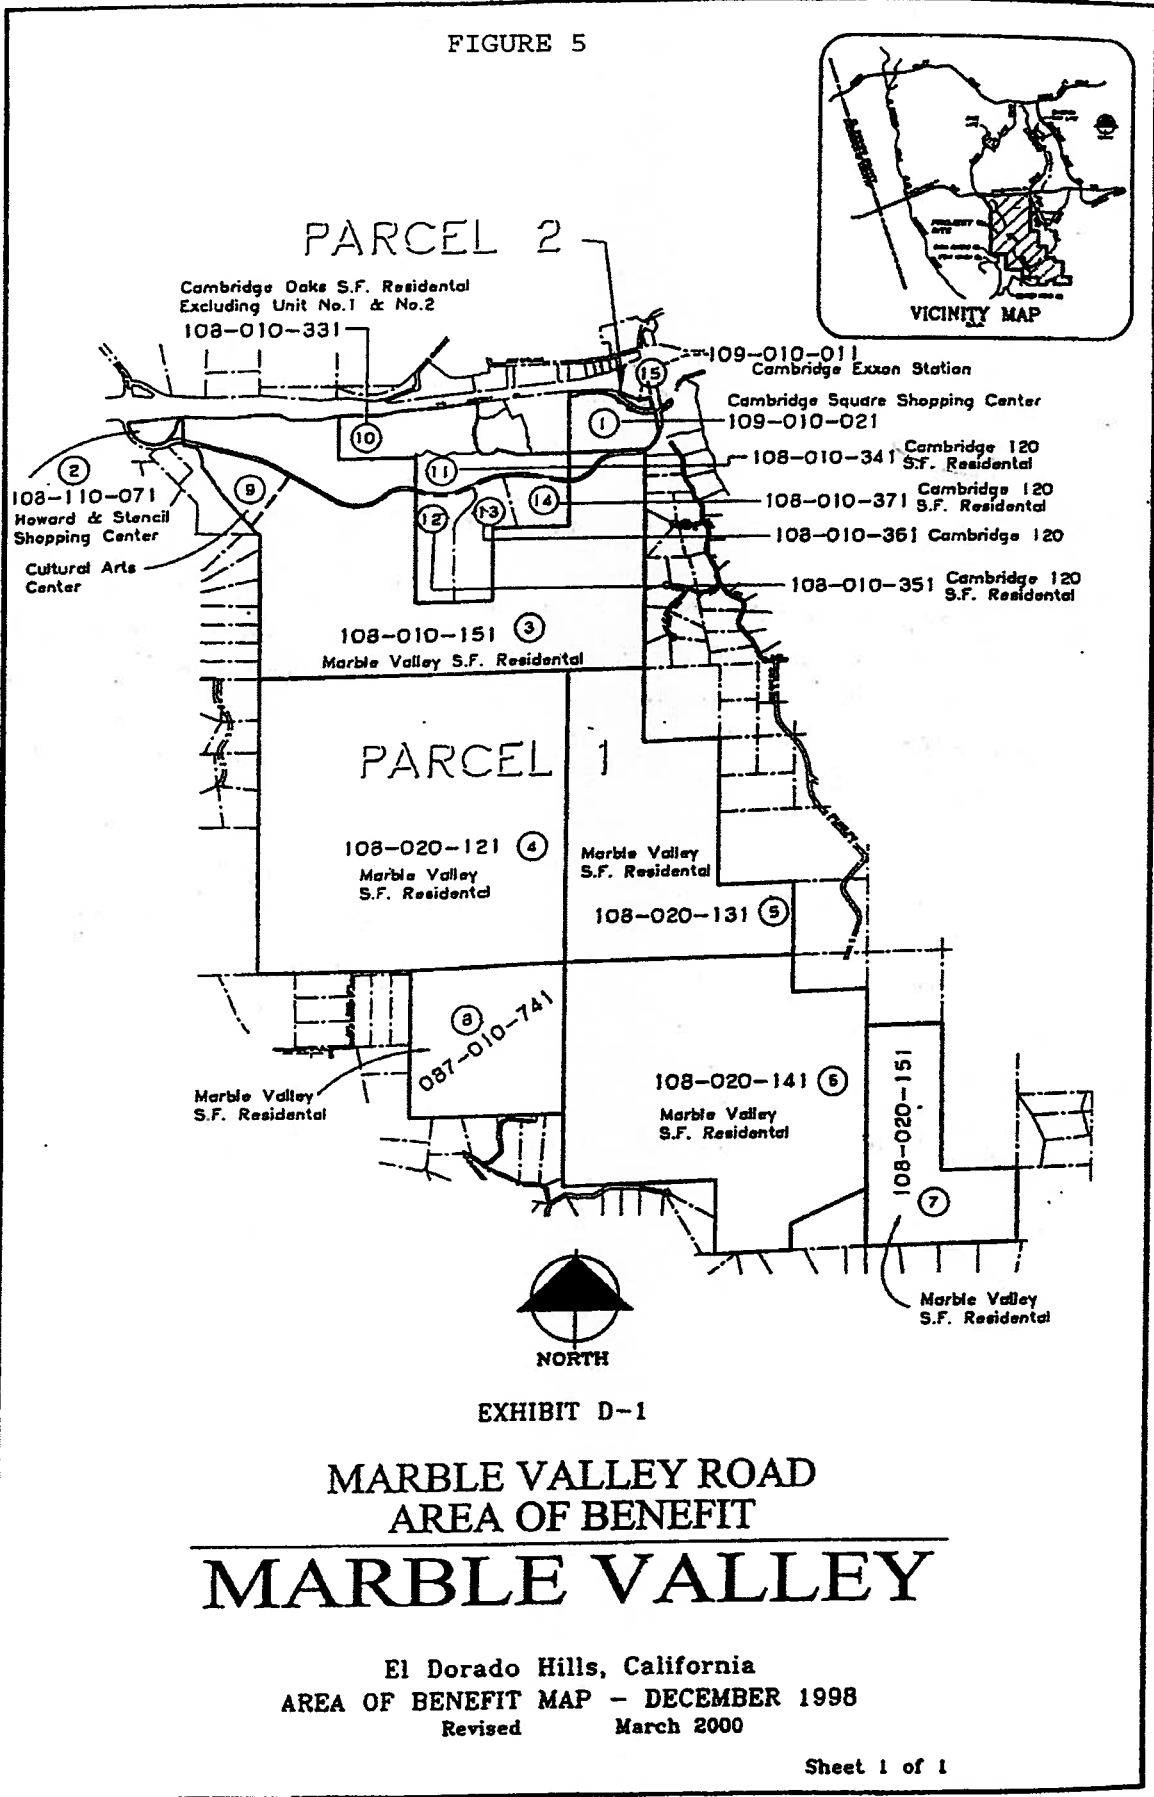 FIGURE 5
VICINITY MAP
PROJECT
SITE
PARCEL 2
Cambridge Oaks S.F. Residental
Excluding Unit No.1 & No.2
108-010-331
109-010-011
Cambridge Exxon Station
15
Cambridge Square Shopping Center
109-010-021
1
10
2
108-110-071
Howard & Stencil
Shopping Center
9
Cultural Arts
Center
11
108-010-341 Cambridge 120
S.F. Residental
14
108-010-371 Cambridge 120
S.F. Residental
12
13
108-010-361 Cambridge 120
108-010-351 Cambridge 120
S.F. Residental
108-010-151 3
Marble Valley S.F. Residental
PARCEL 1
108-020-121 4
Marble Valley
S.F. Residental
Marble Valley
S.F. Residental
108-020-131 5
8
087-010-741
Marble Valley
S.F. Residental
108-020-141 6
Marble Valley
S.F. Residental
108-020-151
7
Marble Valley
S.F. Residental
NORTH
EXHIBIT D-1
MARBLE VALLEY ROAD
AREA OF BENEFIT
MARBLE VALLEY
El Dorado Hills, California
AREA OF BENEFIT MAP - DECEMBER 1998
Revised March 2000
Sheet 1 of 1